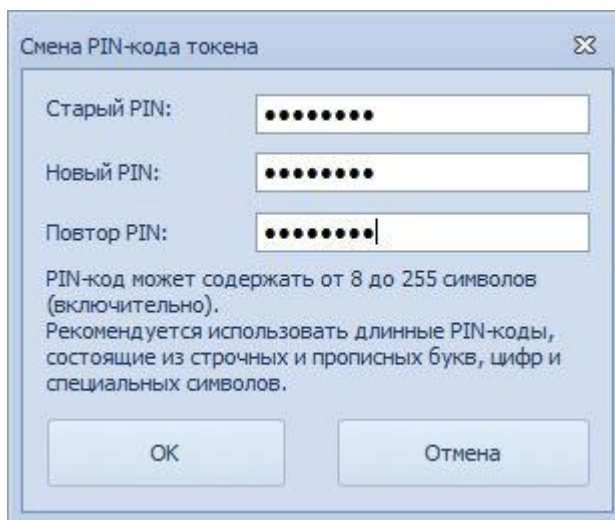 Смена PIN-кода токена
Старый PIN: ●●●●●●●●
Новый PIN: ●●●●●●●●
Повтор PIN: ●●●●●●●●
PIN-код может содержать от 8 до 255 символов
(включительно).
Рекомендуется использовать длинные PIN-коды,
состоящие из строчных и прописных букв, цифр и
специальных символов.
OK Отмена